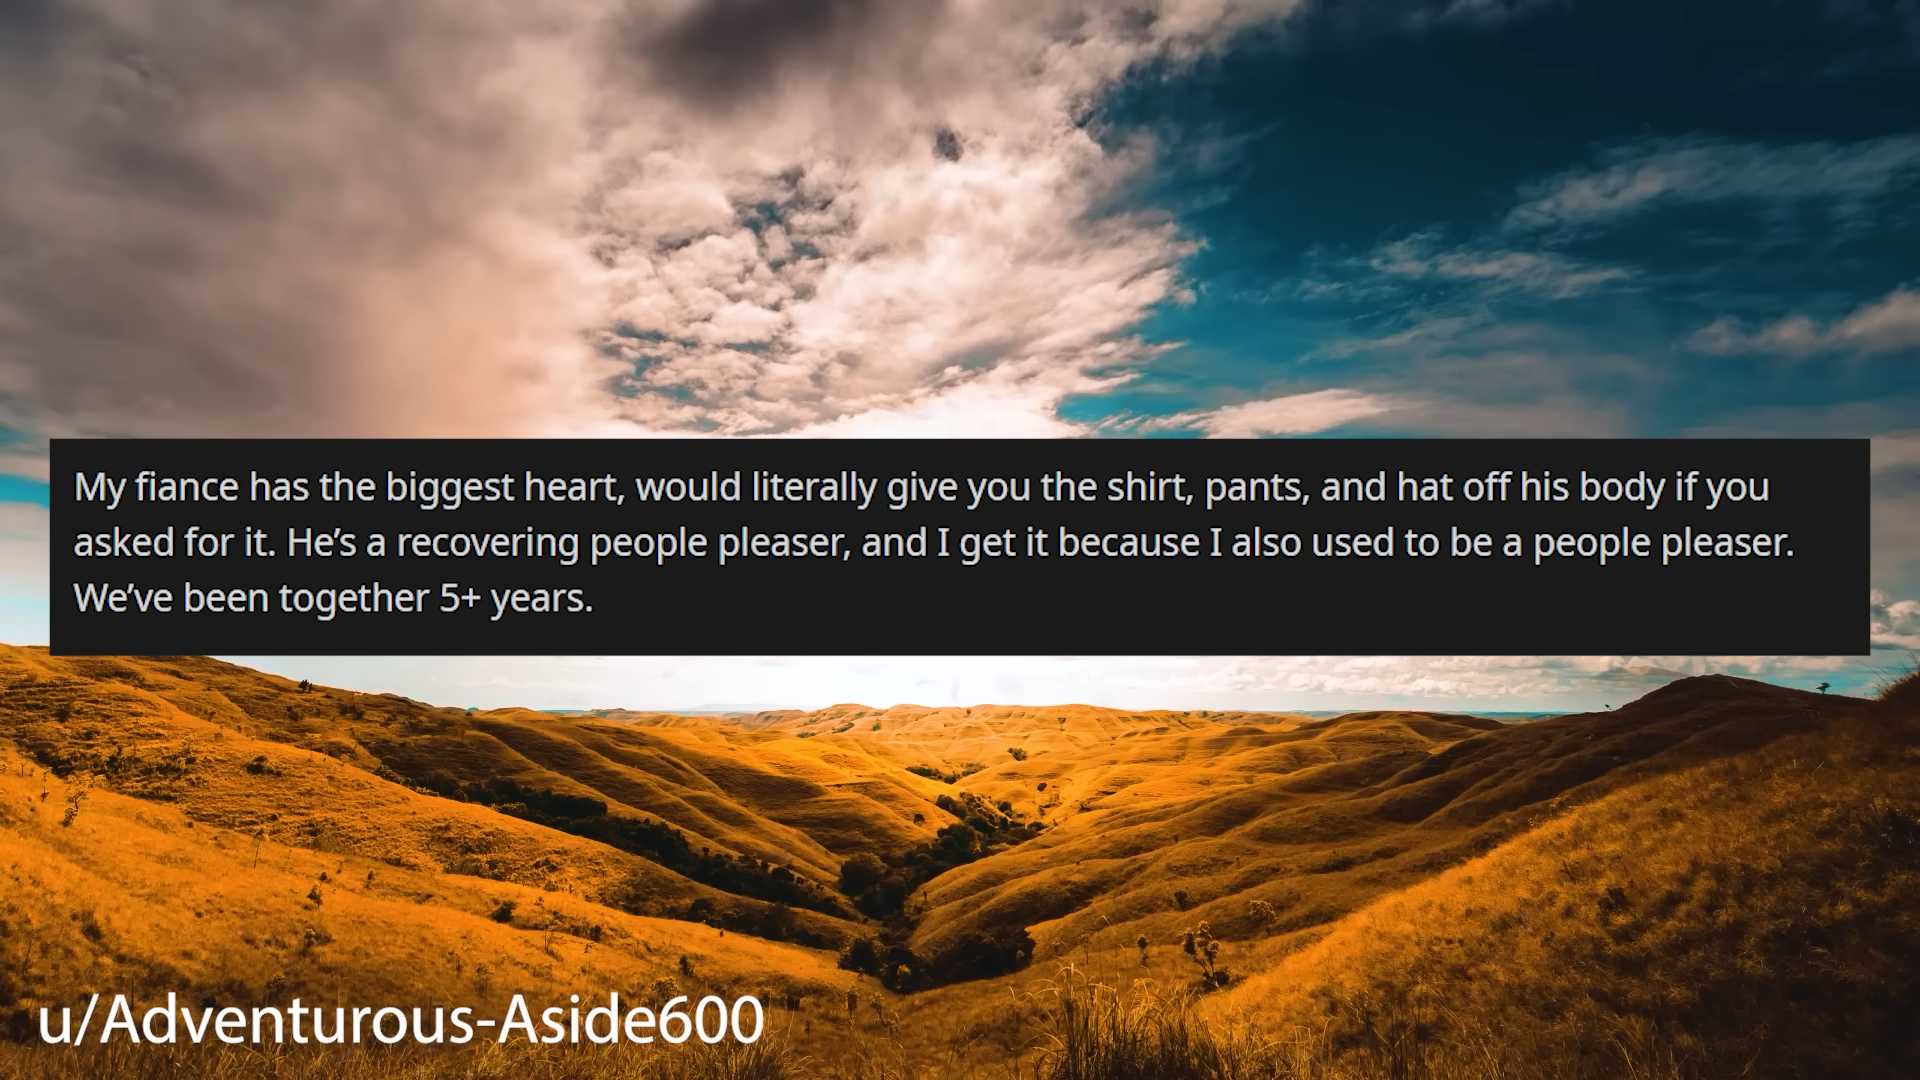 My fiance has the biggest heart, would literally give you the shirt, pants, and hat off his body if you
asked for it. He’s a recovering people pleaser, and I get it because I also used to be a people pleaser.
We’ve been together 5+ years.
u/Adventurous-Aside600